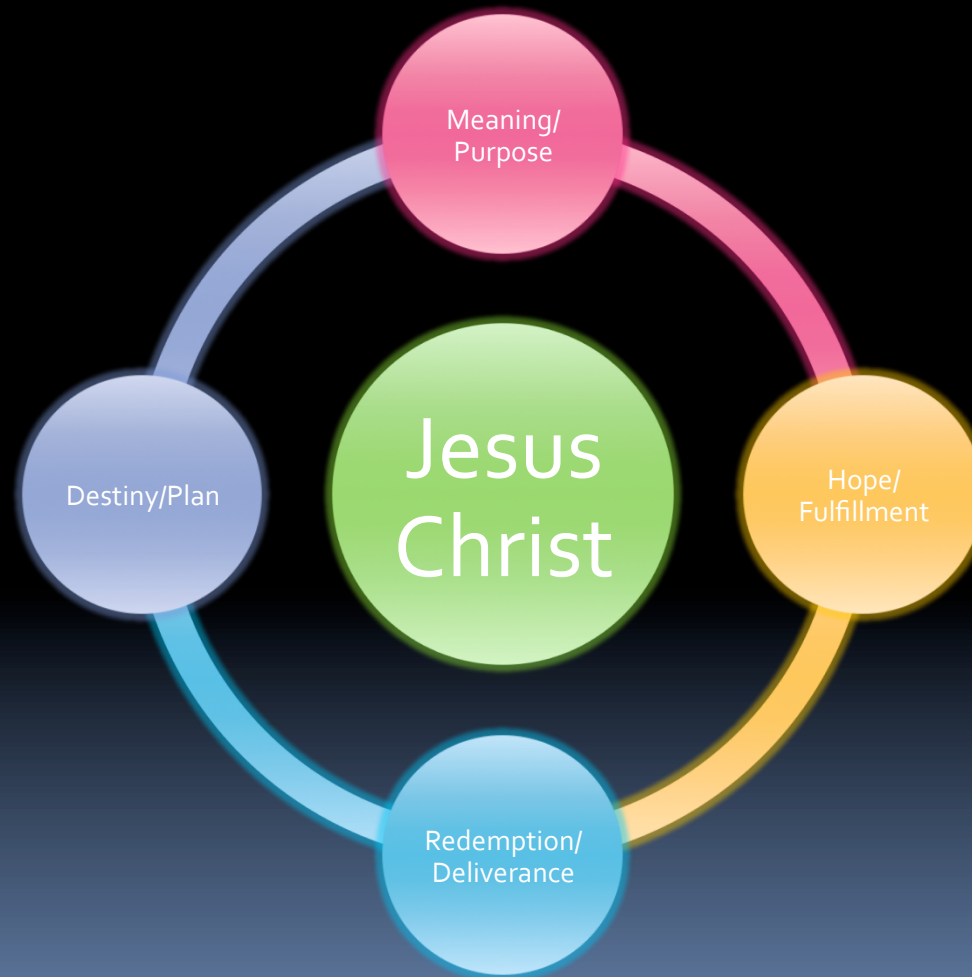 Meaning/
Purpose
Jesus
Christ
Destiny/Plan
Hope/
Fulfillment
Redemption/
Deliverance